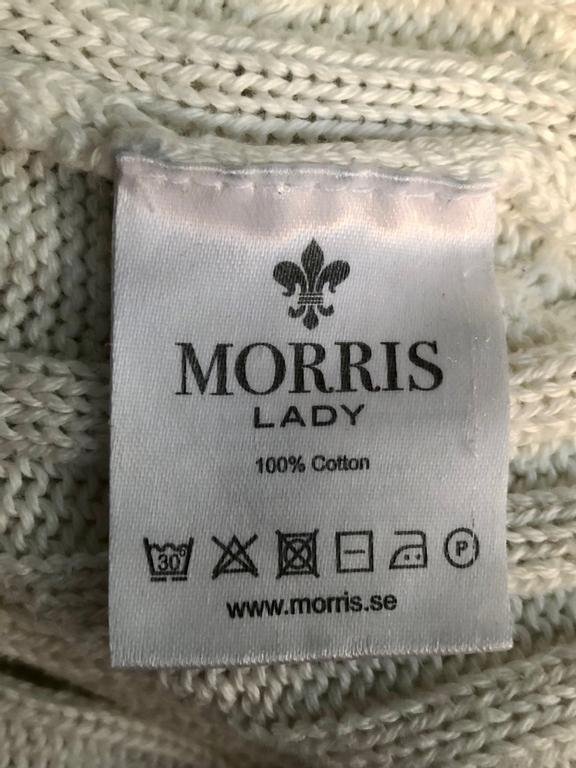 MORRIS
LADY
100% Cotton
30° P
www.morris.se